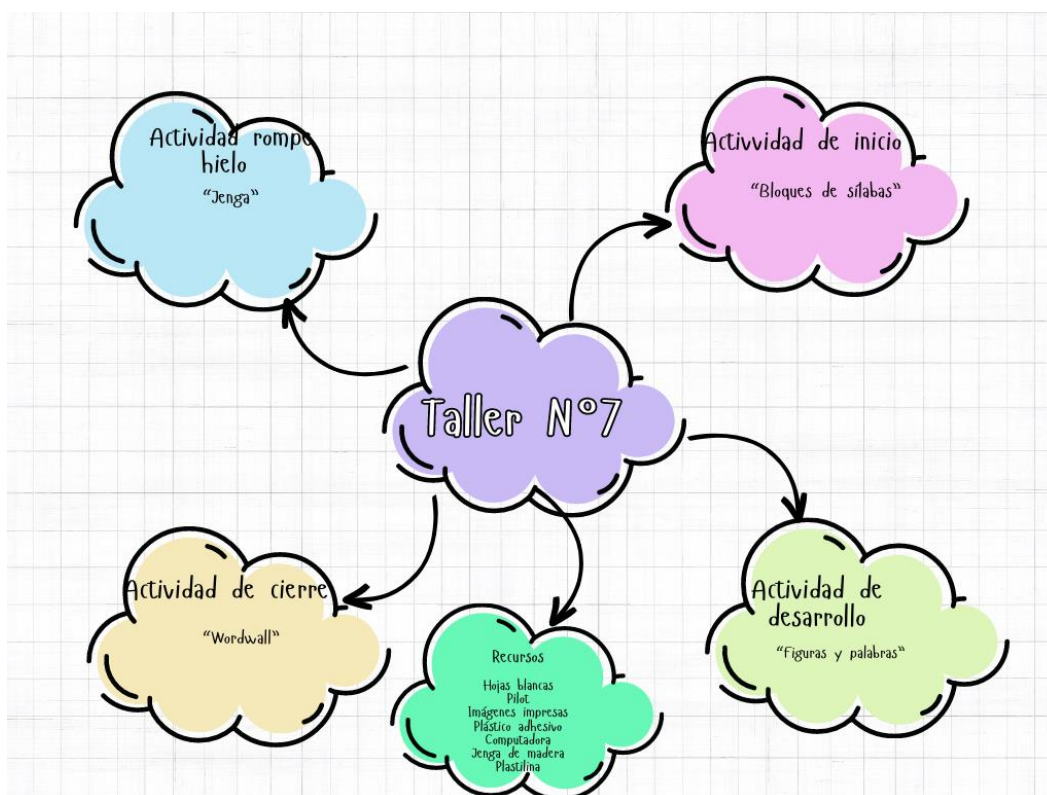 Actividad rompe
hielo
“Jenga”
Activvidad de inicio
“Bloques de sílabas”
Taller N°7
Actividad de cierre
“Wordwall”
Recursos
Hojas blancas
Pilot
Imágenes impresas
Plástico adhesivo
Computadora
Jenga de madera
Plastilina
Actividad de
desarrollo
“Figuras y palabras”